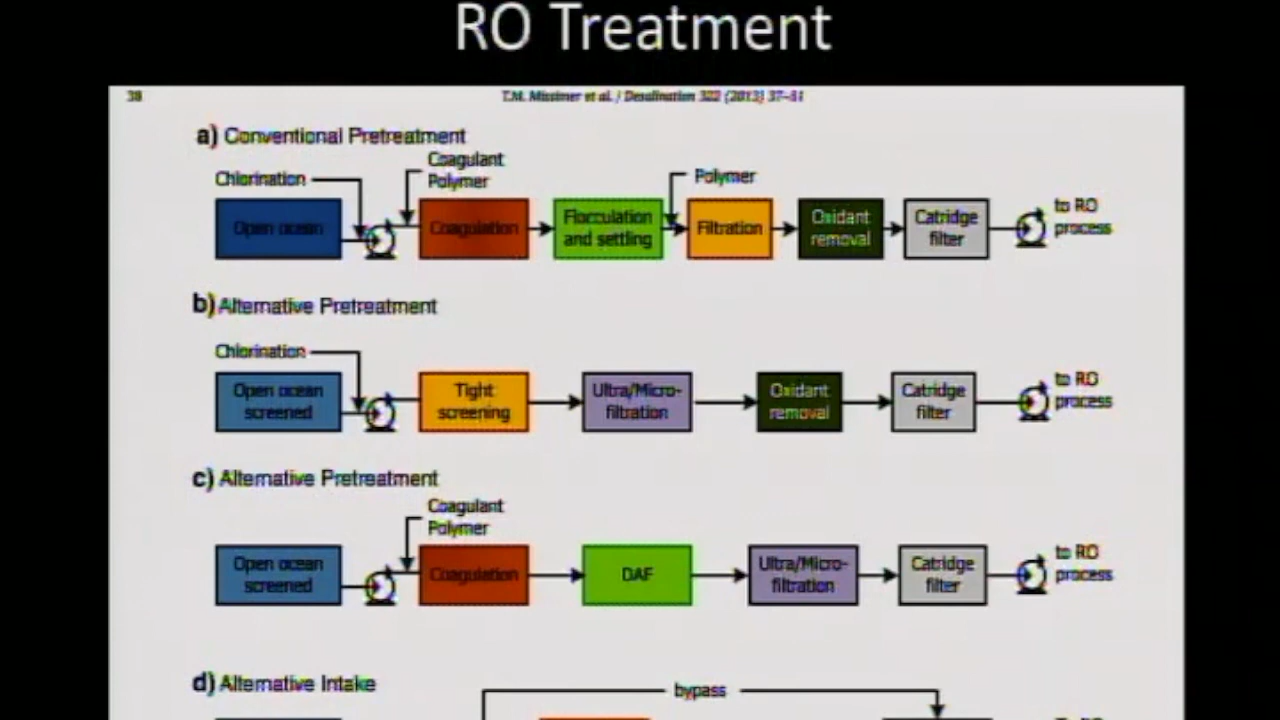 RO Treatment
38
T.M. Missimer et al. / Desalination 322 (2013) 37–51
a) Conventional Pretreatment
Chlorination
Coagulant
Polymer
Polymer
Open ocean
Coagulation
Flocculation
and settling
Filtration
Oxidant
removal
Catridge
filter
to RO
process
b) Alternative Pretreatment
Chlorination
Open ocean
screened
Tight
screening
Ultra/Micro-
filtration
Oxidant
removal
Catridge
filter
to RO
process
c) Alternative Pretreatment
Coagulant
Polymer
Open ocean
screened
Coagulation
DAF
Ultra/Micro-
filtration
Catridge
filter
to RO
process
d) Alternative Intake
bypass